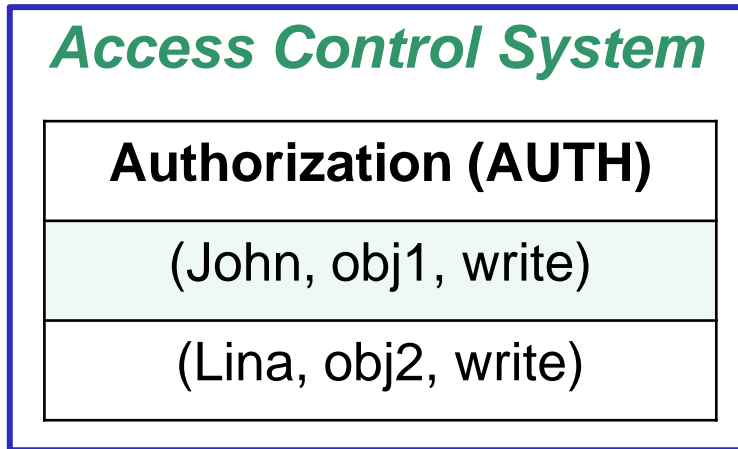 Access Control System
Authorization (AUTH)
(John, obj1, write)
(Lina, obj2, write)